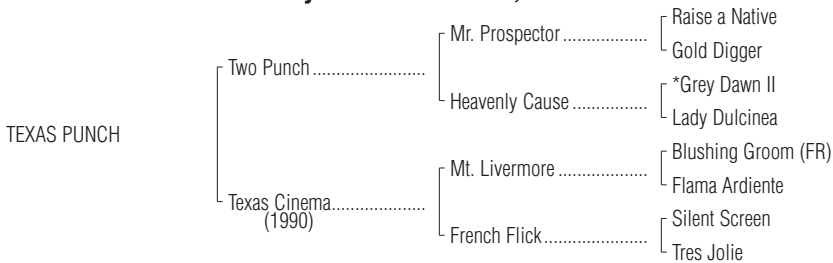 Raise a Native
Mr. Prospector
Gold Digger
Two Punch
*Grey Dawn II
Heavenly Cause
Lady Dulcinea
TEXAS PUNCH
Blushing Groom (FR)
Mt. Livermore
Flama Ardiente
Texas Cinema
(1990)
Silent Screen
French Flick
Tres Jolie